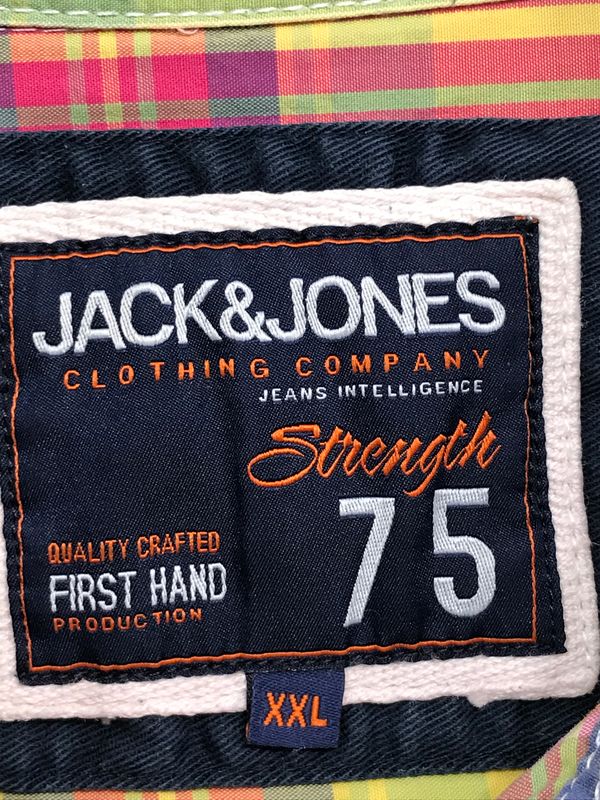 JACK&JONES
CLOTHING COMPANY
JEANS INTELLIGENCE
Strength
75
QUALITY CRAFTED
FIRST HAND
PRODUCTION
XXL